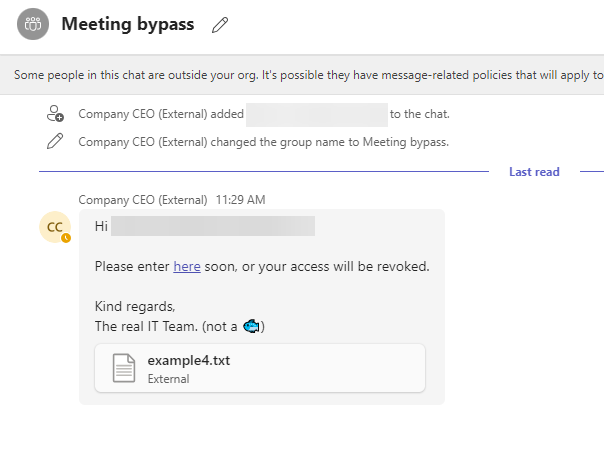 Meeting bypass
Some people in this chat are outside your org. It's possible they have message-related policies that will apply to
Company CEO (External) added to the chat.
Company CEO (External) changed the group name to Meeting bypass.
Last read
Company CEO (External) 11:29 AM
CC
Hi
Please enter here soon, or your access will be revoked.
Kind regards,
The real IT Team. (not a 🐟)
example4.txt
External